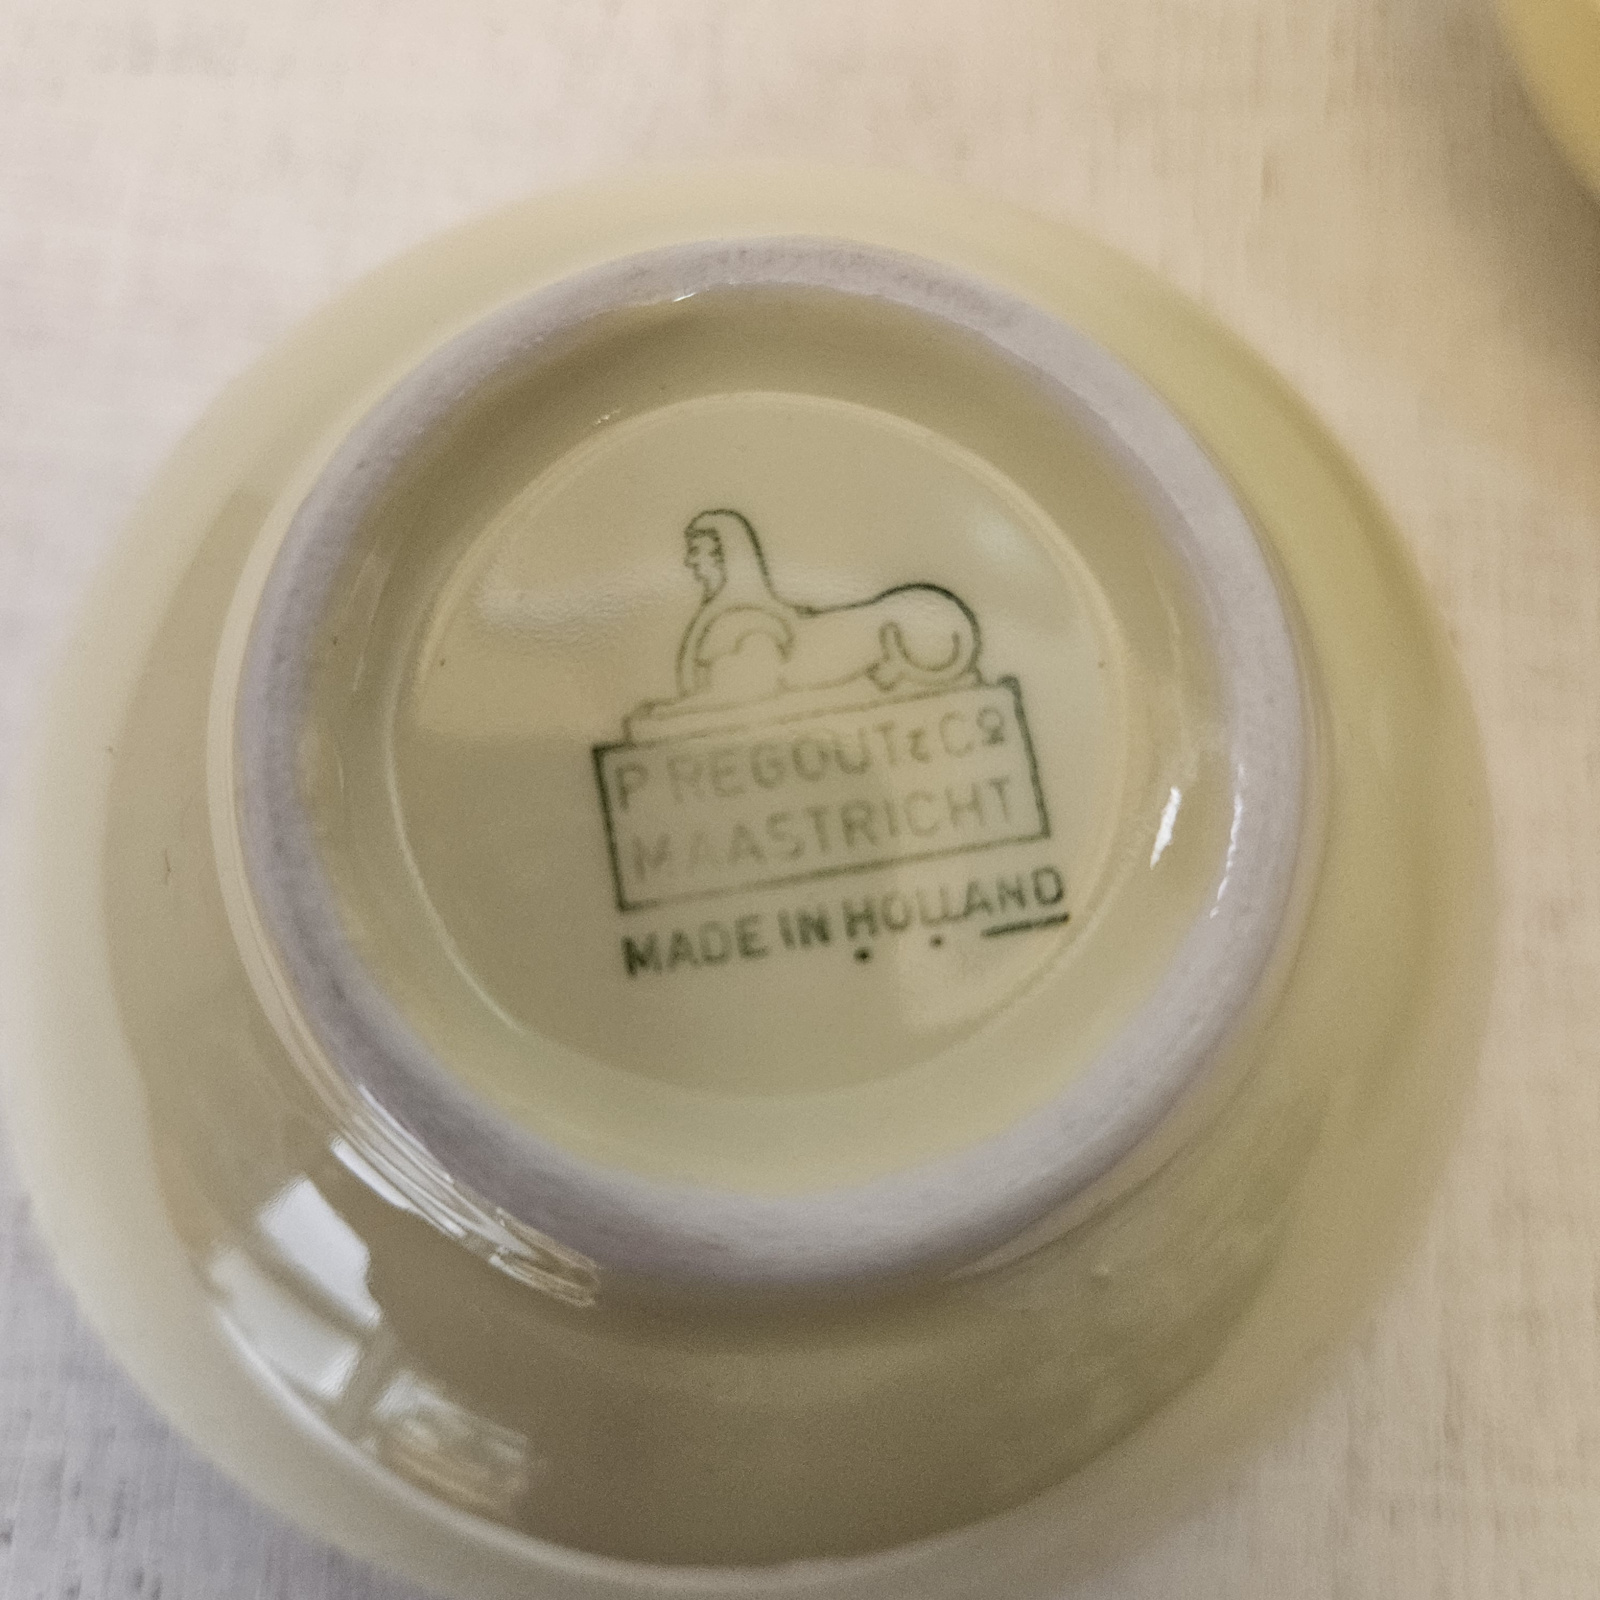 P REGOUT & Cº
MAASTRICHT
MADE IN HOLLAND